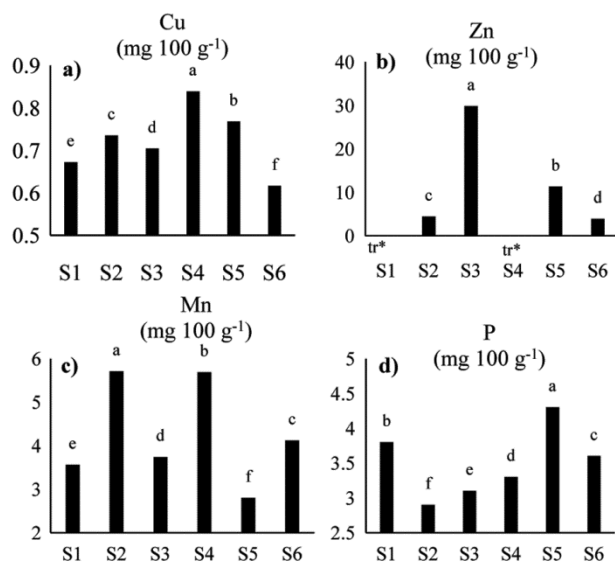 Cu
(mg 100 g⁻¹)
a)
0.9
0.8
0.7
0.6
0.5
e
c
d
a
b
f
S1 S2 S3 S4 S5 S6
Zn
(mg 100 g⁻¹)
b)
40
30
20
10
0
tr*
c
a
tr*
b
d
S1 S2 S3 S4 S5 S6
Mn
(mg 100 g⁻¹)
c)
6
5
4
3
2
e
a
d
b
f
c
S1 S2 S3 S4 S5 S6
P
(mg 100 g⁻¹)
d)
5
4.5
4
3.5
3
2.5
b
f
e
d
a
c
S1 S2 S3 S4 S5 S6